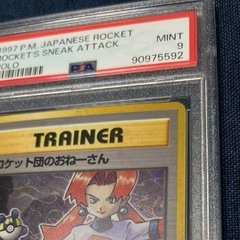 1997 P.M. JAPANESE ROCKET
ROCKET'S SNEAK ATTACK
HOLO
MINT
9
PSA
90975592
TRAINER
ロケット団のおねーさん